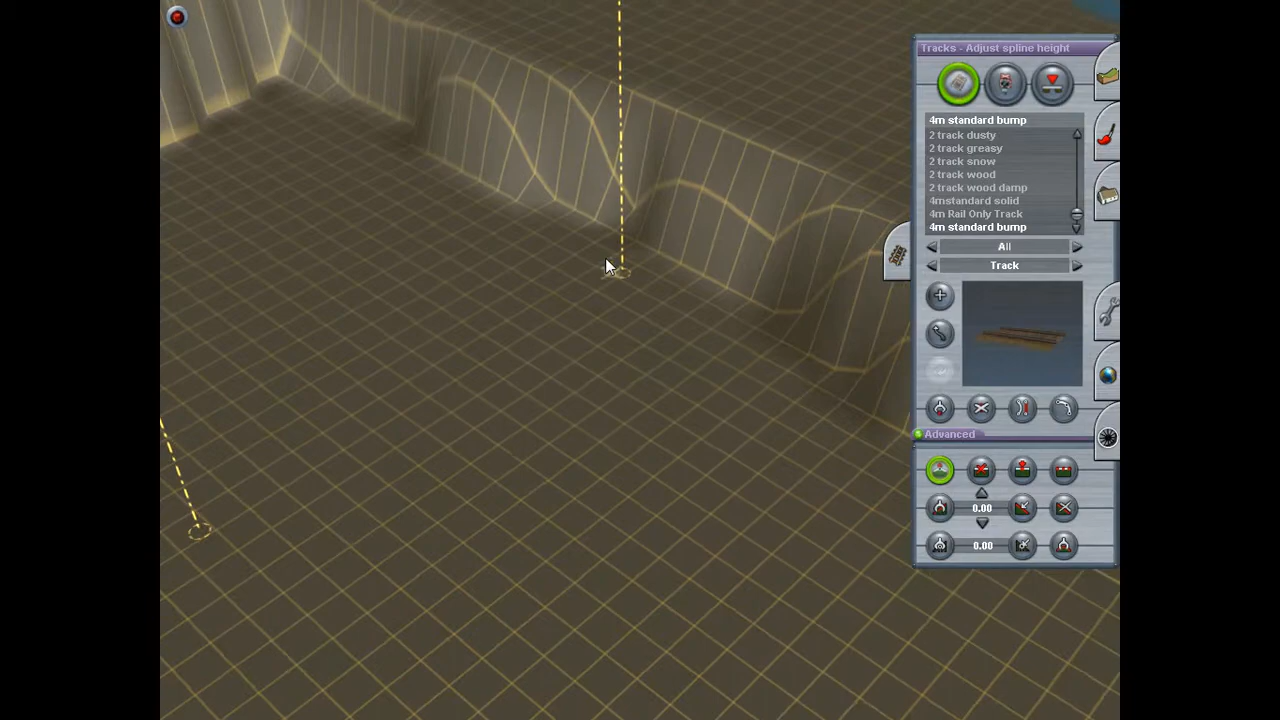 Tracks - Adjust spline height
4m standard bump
2 track dusty
2 track greasy
2 track snow
2 track wood
2 track wood damp
4mstandard solid
4m Rail Only Track
4m standard bump
All
Track
Advanced
0.00
0.00